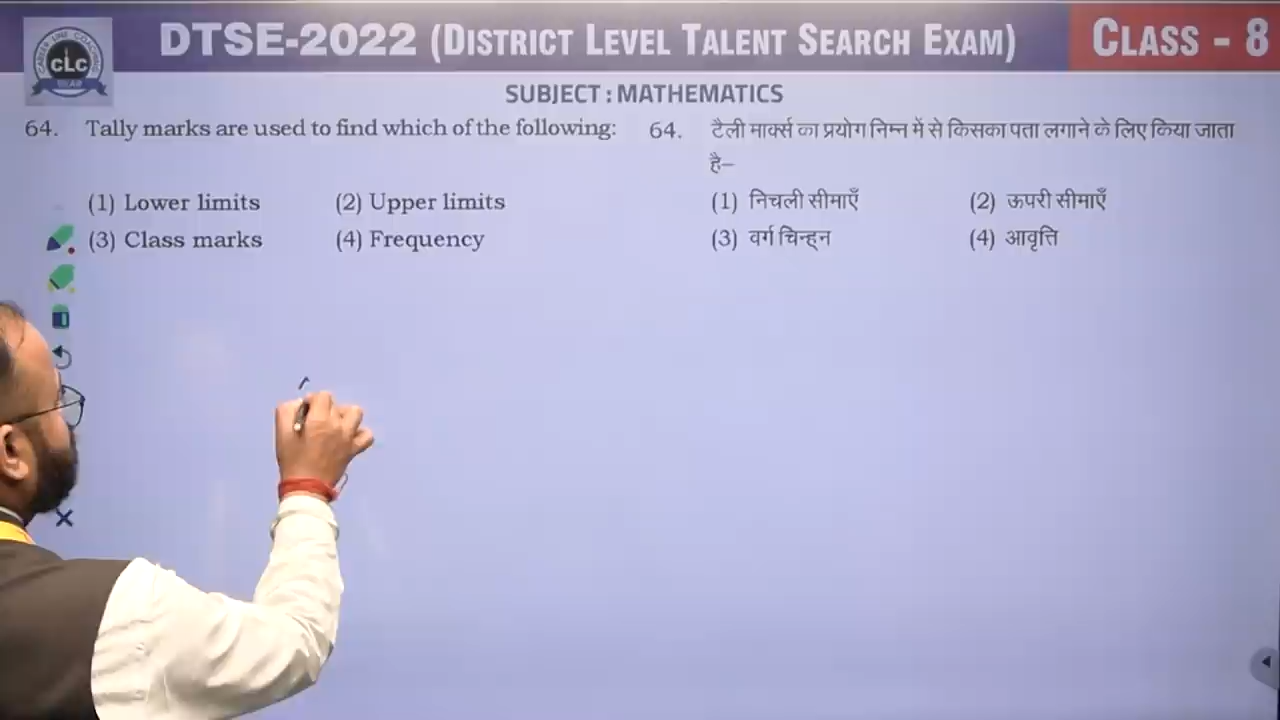 DTSE-2022 (DISTRICT LEVEL TALENT SEARCH EXAM)
CLASS - 8
CLC
SUBJECT : MATHEMATICS
64. Tally marks are used to find which of the following:
(1) Lower limits (2) Upper limits
(3) Class marks (4) Frequency
64. टैली मार्क्स का प्रयोग निम्न में से किसका पता लगाने के लिए किया जाता
है–
(1) निचली सीमाएँ (2) ऊपरी सीमाएँ
(3) वर्ग चिन्ह्न (4) आवृत्ति